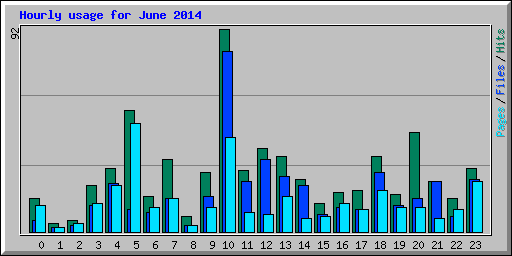 Hourly usage for June 2014
92
Pages/Files/Hits
0 1 2 3 4 5 6 7 8 9 10 11 12 13 14 15 16 17 18 19 20 21 22 23